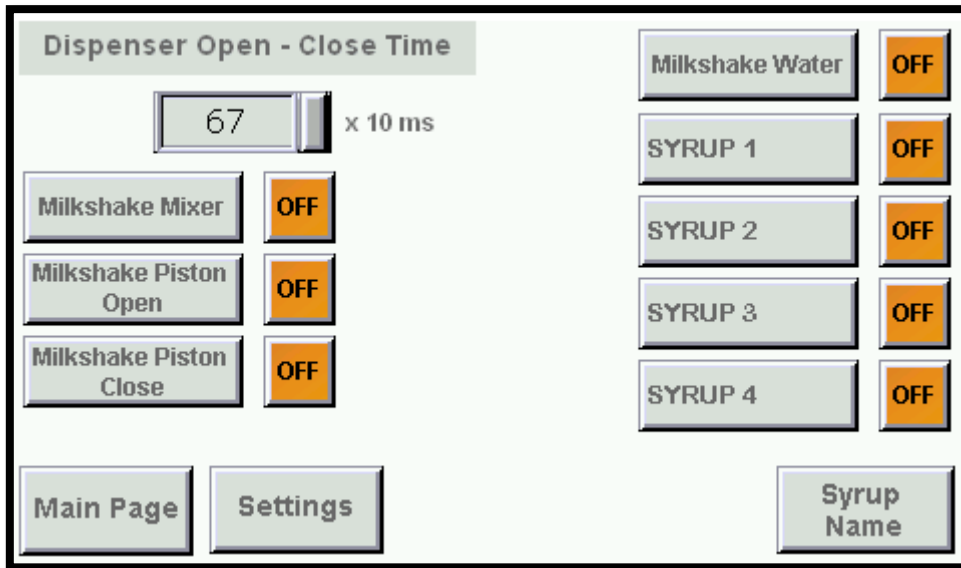 Dispenser Open - Close Time
67 x 10 ms
Milkshake Mixer OFF
Milkshake Piston
Open
OFF
Milkshake Piston
Close
OFF
Milkshake Water OFF
SYRUP 1 OFF
SYRUP 2 OFF
SYRUP 3 OFF
SYRUP 4 OFF
Main Page
Settings
Syrup
Name